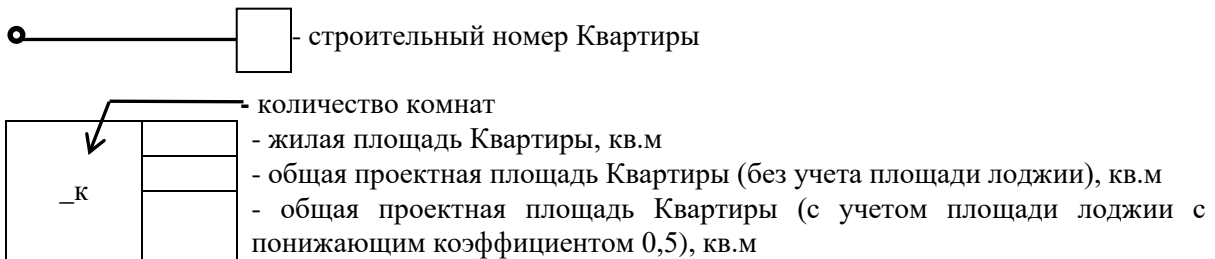 - строительный номер Квартиры
- количество комнат
- жилая площадь Квартиры, кв.м
- общая проектная площадь Квартиры (без учета площади лоджии), кв.м
_к
- общая проектная площадь Квартиры (с учетом площади лоджии с
понижающим коэффициентом 0,5), кв.м